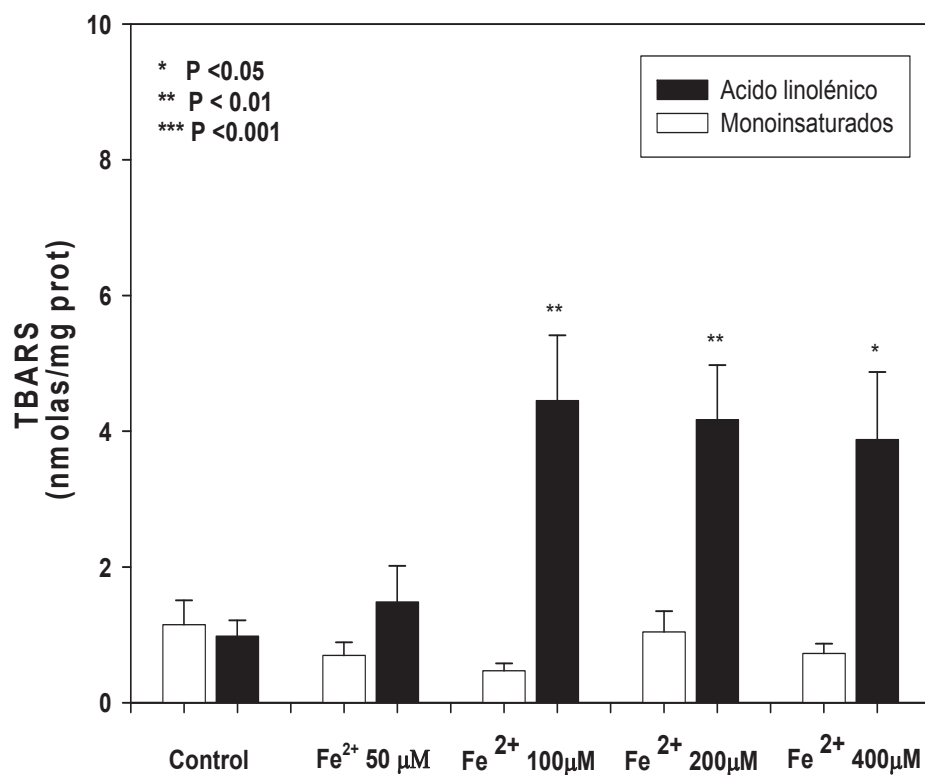 10
8
6
4
2
0
TBARS
(nmolas/mg prot)
* P <0.05
** P < 0.01
*** P <0.001
Acido linolénico
Monoinsaturados
**
**
*
Control
Fe²⁺ 50 μM
Fe ²⁺ 100μM
Fe ²⁺ 200μM
Fe ²⁺ 400μM